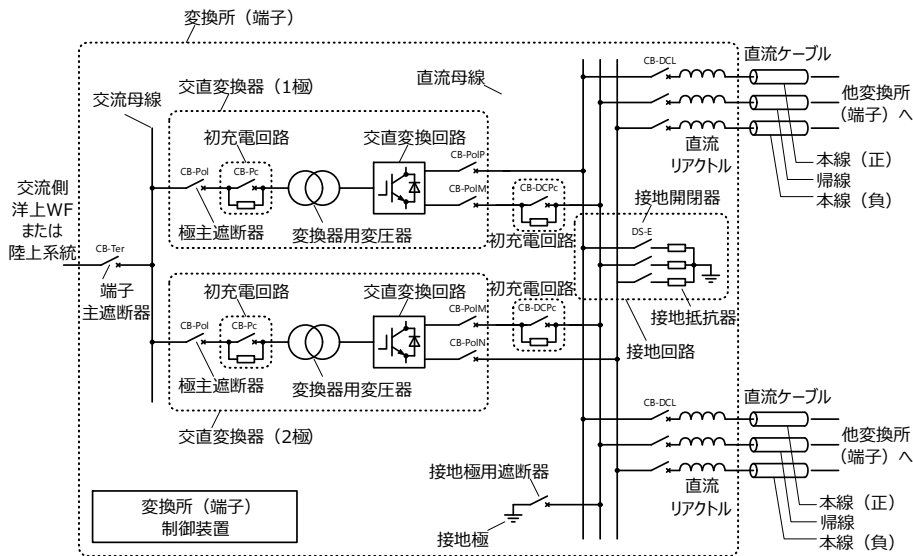 変換所（端子）
交流母線
交直変換器（1極）
直流母線
CB-DCL
直流ケーブル
初充電回路
交直変換回路
CB-Pol
CB-Pc
CB-PolP
CB-PolM
CB-DCPc
他変換所
（端子）へ
直流
リアクトル
本線（正）
帰線
本線（負）
極主遮断器
変換器用変圧器
初充電回路
接地開閉器
DS-E
交流側
洋上WF
または
陸上系統
CB-Ter
端子
主遮断器
初充電回路
交直変換回路
初充電回路
CB-Pol
CB-Pc
CB-PolM
CB-PolN
CB-DCPc
接地抵抗器
接地回路
極主遮断器
変換器用変圧器
交直変換器（2極）
CB-DCL
直流ケーブル
他変換所
（端子）へ
直流
リアクトル
本線（正）
帰線
本線（負）
接地極用遮断器
接地極
変換所（端子）
制御装置